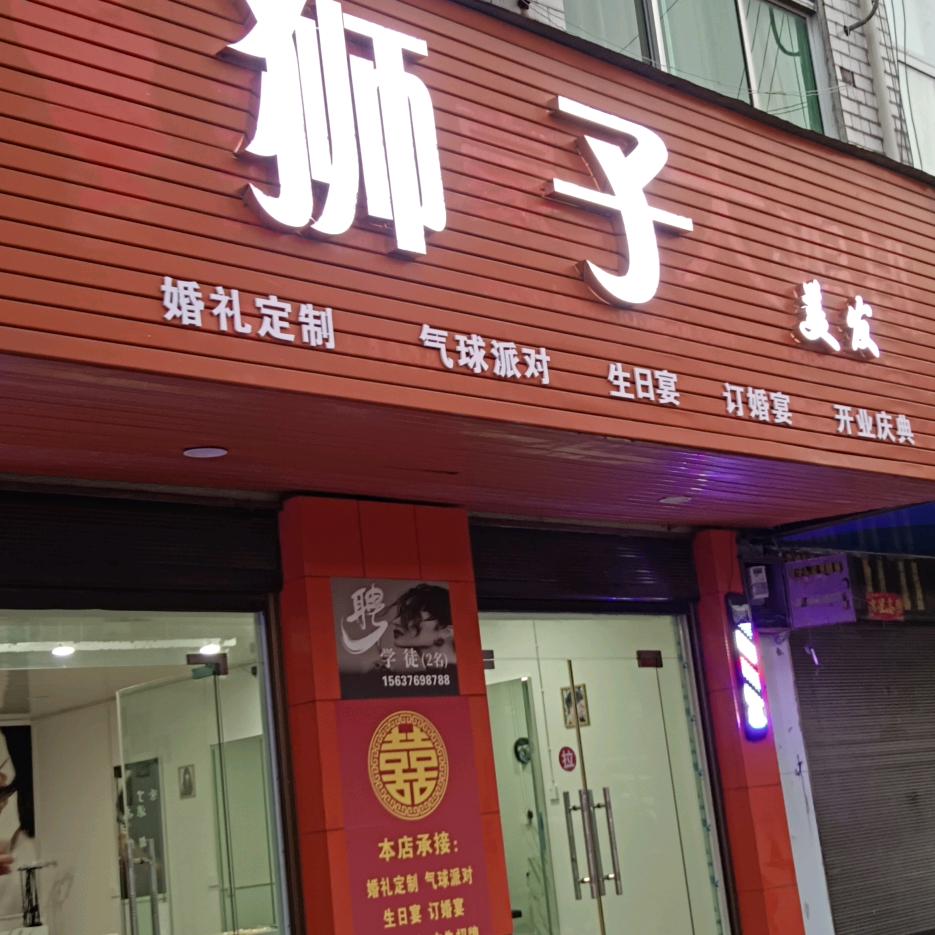 狮子
美发
婚礼定制 气球派对 生日宴 订婚宴 开业庆典
聘
学徒(2名)
15637698788
囍
拉
本店承接:
婚礼定制 气球派对
生日宴 订婚宴